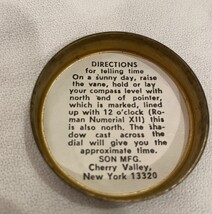 DIRECTIONS
for telling time
On a sunny day, raise
the vane, hold or lay
your compass level with
north end of pointer,
which is marked, lined
up with 12 o'clock (Ro-
man Numerial XII) this
is also north. The sha-
dow cast across the
dial will give you the
approximate time.
SON MFG.
Cherry Valley,
New York 13320